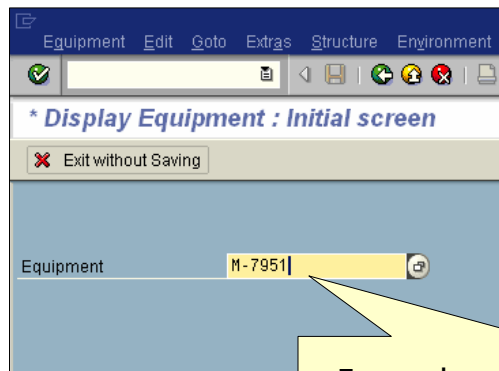 Equipment Edit Goto Extras Structure Environment
* Display Equipment : Initial screen
Exit without Saving
Equipment M-7951